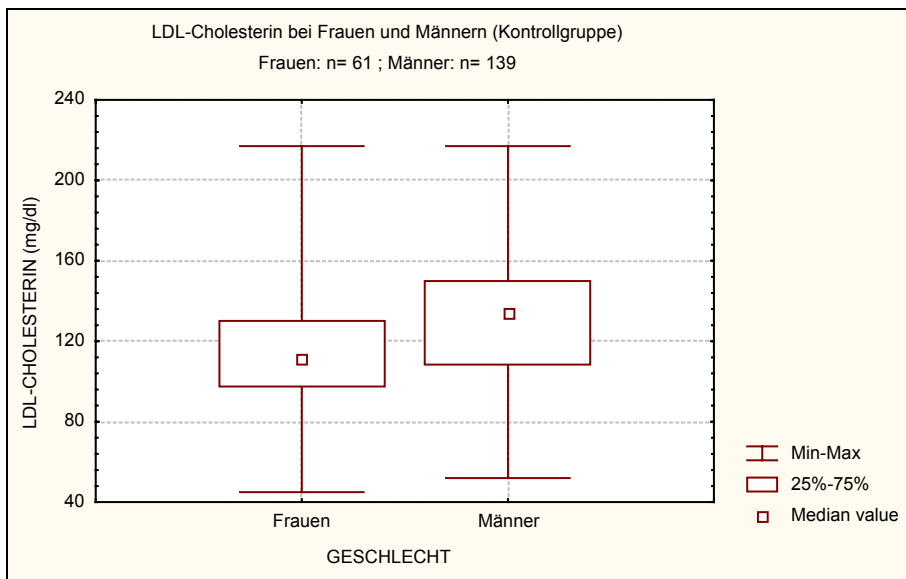 LDL-Cholesterin bei Frauen und Männern (Kontrollgruppe)
Frauen: n= 61 ; Männer: n= 139
LDL-CHOLESTERIN (mg/dl)
240
200
160
120
80
40
Frauen
Männer
GESCHLECHT
Min-Max
25%-75%
Median value